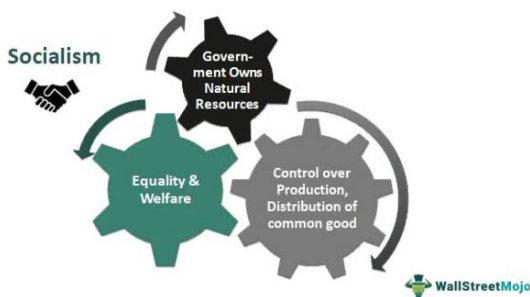 Socialism
Govern-
ment Owns
Natural
Resources
Equality &
Welfare
Control over
Production,
Distribution of
common good
WallStreetMojo